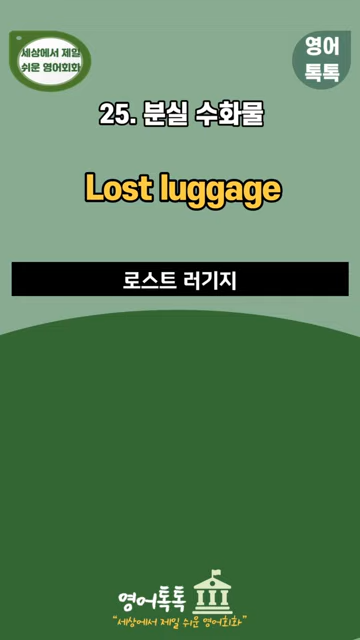 세상에서 제일
쉬운 영어회화
영어
톡톡
25. 분실 수화물
Lost luggage
로스트 러기지
영어톡톡
"세상에서 제일 쉬운 영어회화"